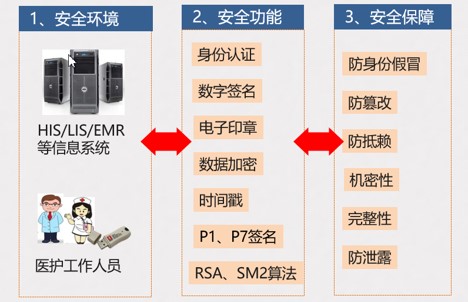 1、安全环境
HIS/LIS/EMR
等信息系统
医护工作人员
2、安全功能
身份认证
数字签名
电子印章
数据加密
时间戳
P1、P7签名
RSA、SM2算法
3、安全保障
防身份假冒
防篡改
防抵赖
机密性
完整性
防泄露